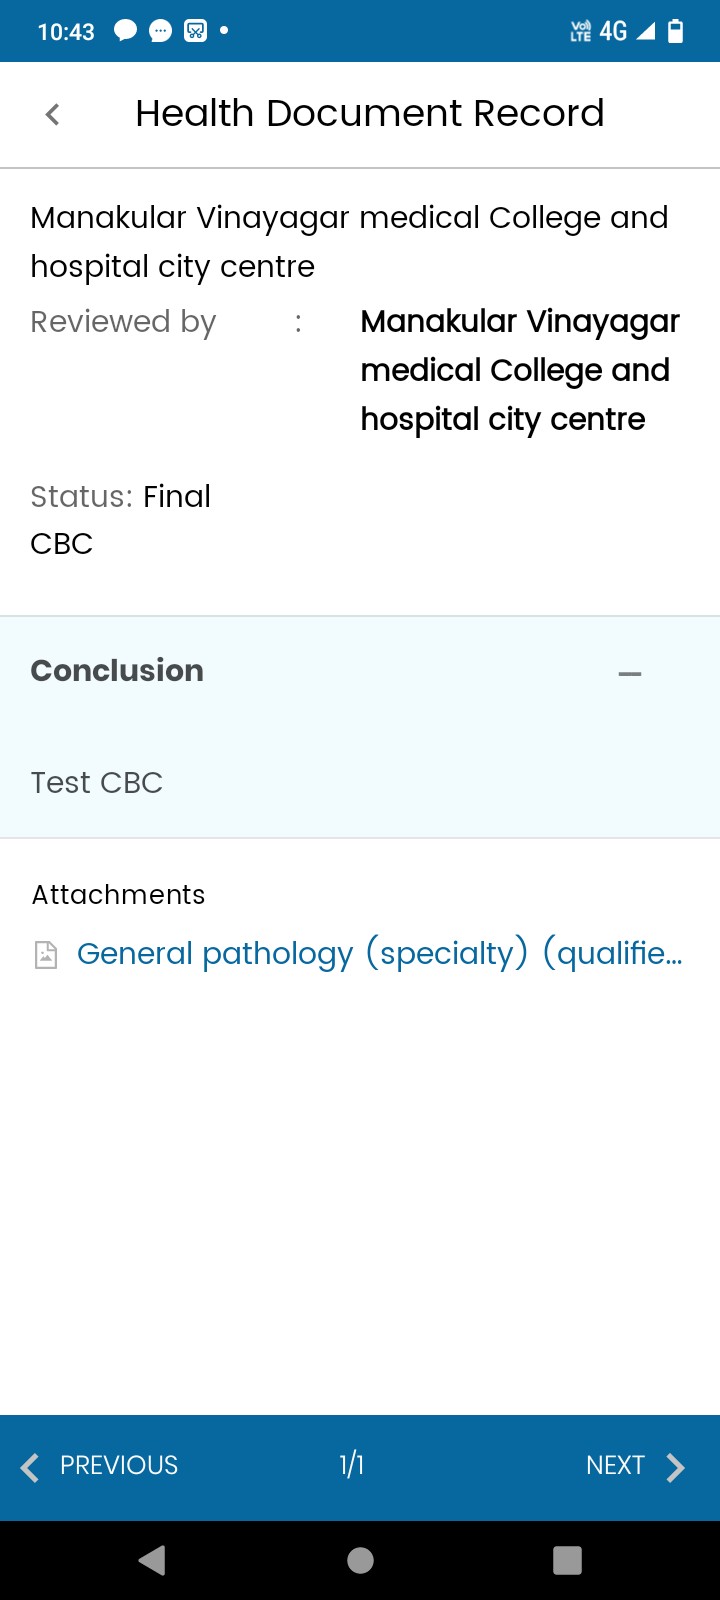 10:43
Vo)) LTE 4G
Health Document Record
Manakular Vinayagar medical College and
hospital city centre
Reviewed by : Manakular Vinayagar
medical College and
hospital city centre
Status: Final
CBC
Conclusion
Test CBC
Attachments
General pathology (specialty) (qualifie...
PREVIOUS 1/1 NEXT